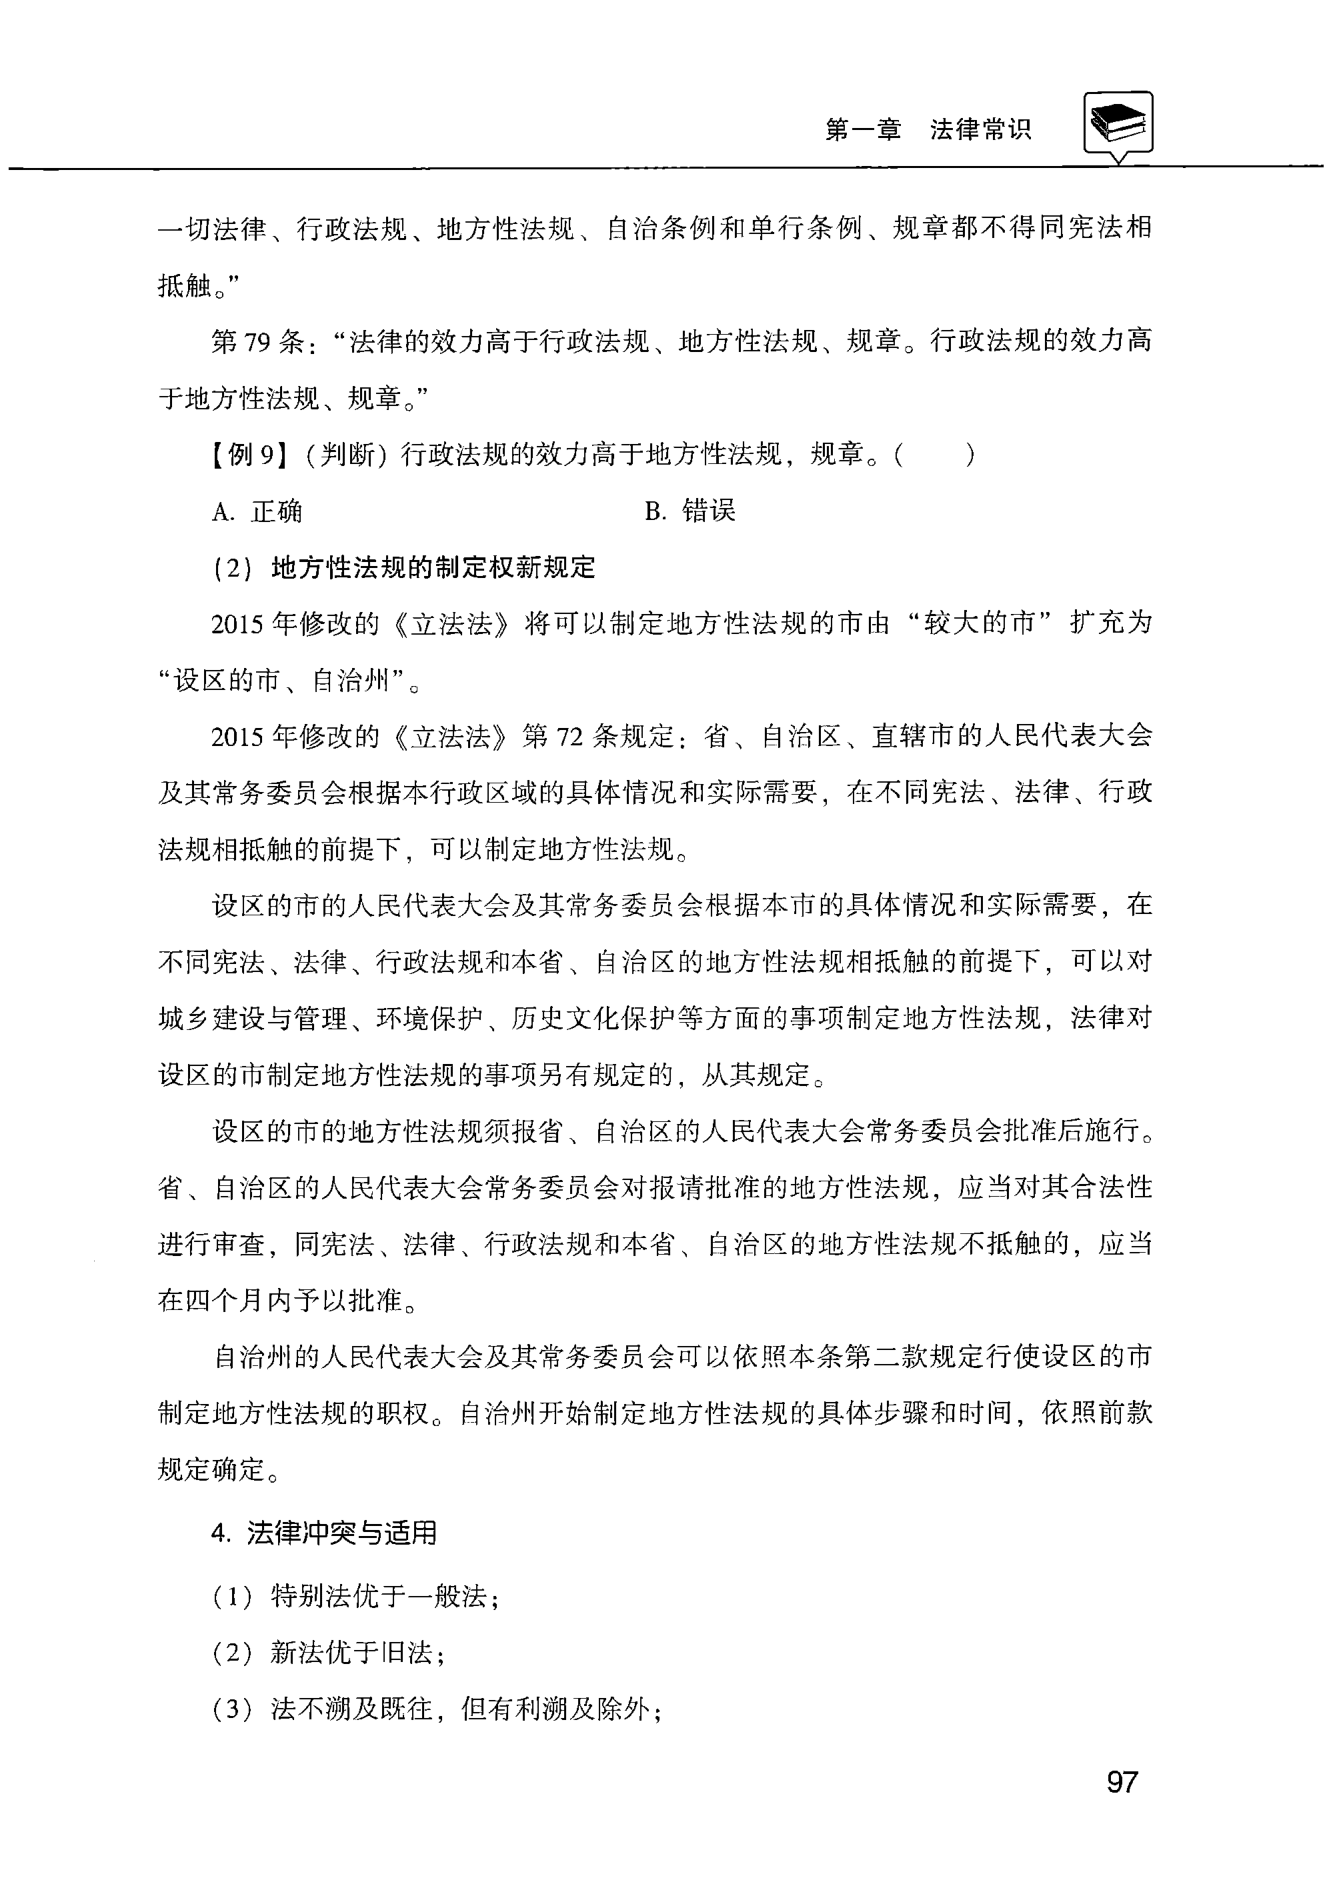 第一章 法律常识
一切法律、行政法规、地方性法规、自治条例和单行条例、规章都不得同宪法相
抵触。”
第 79 条：“法律的效力高于行政法规、地方性法规、规章。行政法规的效力高
于地方性法规、规章。”
【例 9】（判断）行政法规的效力高于地方性法规，规章。（　　）
A. 正确　　B. 错误
（2）地方性法规的制定权新规定
2015 年修改的《立法法》将可以制定地方性法规的市由“较大的市”扩充为
“设区的市、自治州”。
2015 年修改的《立法法》第 72 条规定：省、自治区、直辖市的人民代表大会
及其常务委员会根据本行政区域的具体情况和实际需要，在不同宪法、法律、行政
法规相抵触的前提下，可以制定地方性法规。
设区的市的人民代表大会及其常务委员会根据本市的具体情况和实际需要，在
不同宪法、法律、行政法规和本省、自治区的地方性法规相抵触的前提下，可以对
城乡建设与管理、环境保护、历史文化保护等方面的事项制定地方性法规，法律对
设区的市制定地方性法规的事项另有规定的，从其规定。
设区的市的地方性法规须报省、自治区的人民代表大会常务委员会批准后施行。
省、自治区的人民代表大会常务委员会对报请批准的地方性法规，应当对其合法性
进行审查，同宪法、法律、行政法规和本省、自治区的地方性法规不抵触的，应当
在四个月内予以批准。
自治州的人民代表大会及其常务委员会可以依照本条第二款规定行使设区的市
制定地方性法规的职权。自治州开始制定地方性法规的具体步骤和时间，依照前款
规定确定。
4. 法律冲突与适用
（1）特别法优于一般法；
（2）新法优于旧法；
（3）法不溯及既往，但有利溯及除外；
97